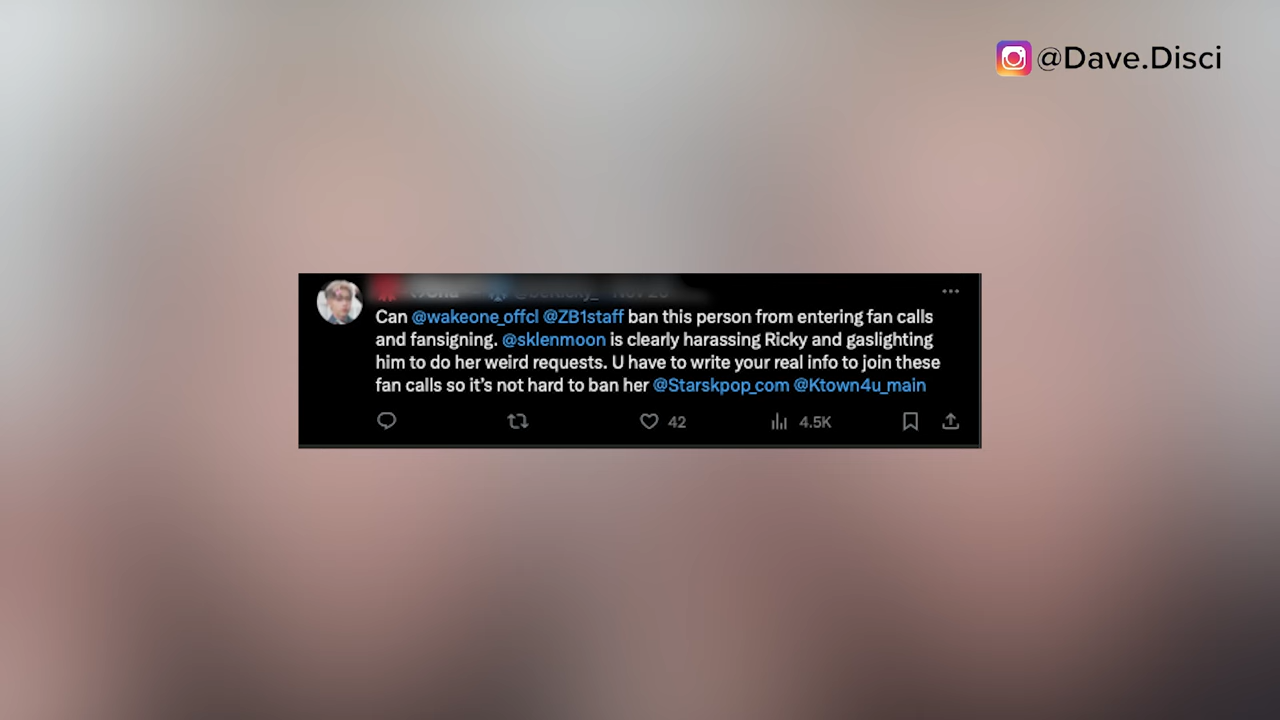 @Dave.Disci
Can @wakeone_offcl @ZB1staff ban this person from entering fan calls
and fansigning. @sklenmoon is clearly harassing Ricky and gaslighting
him to do her weird requests. U have to write your real info to join these
fan calls so it's not hard to ban her @Starskpop_com @Ktown4u_main
42
4.5K